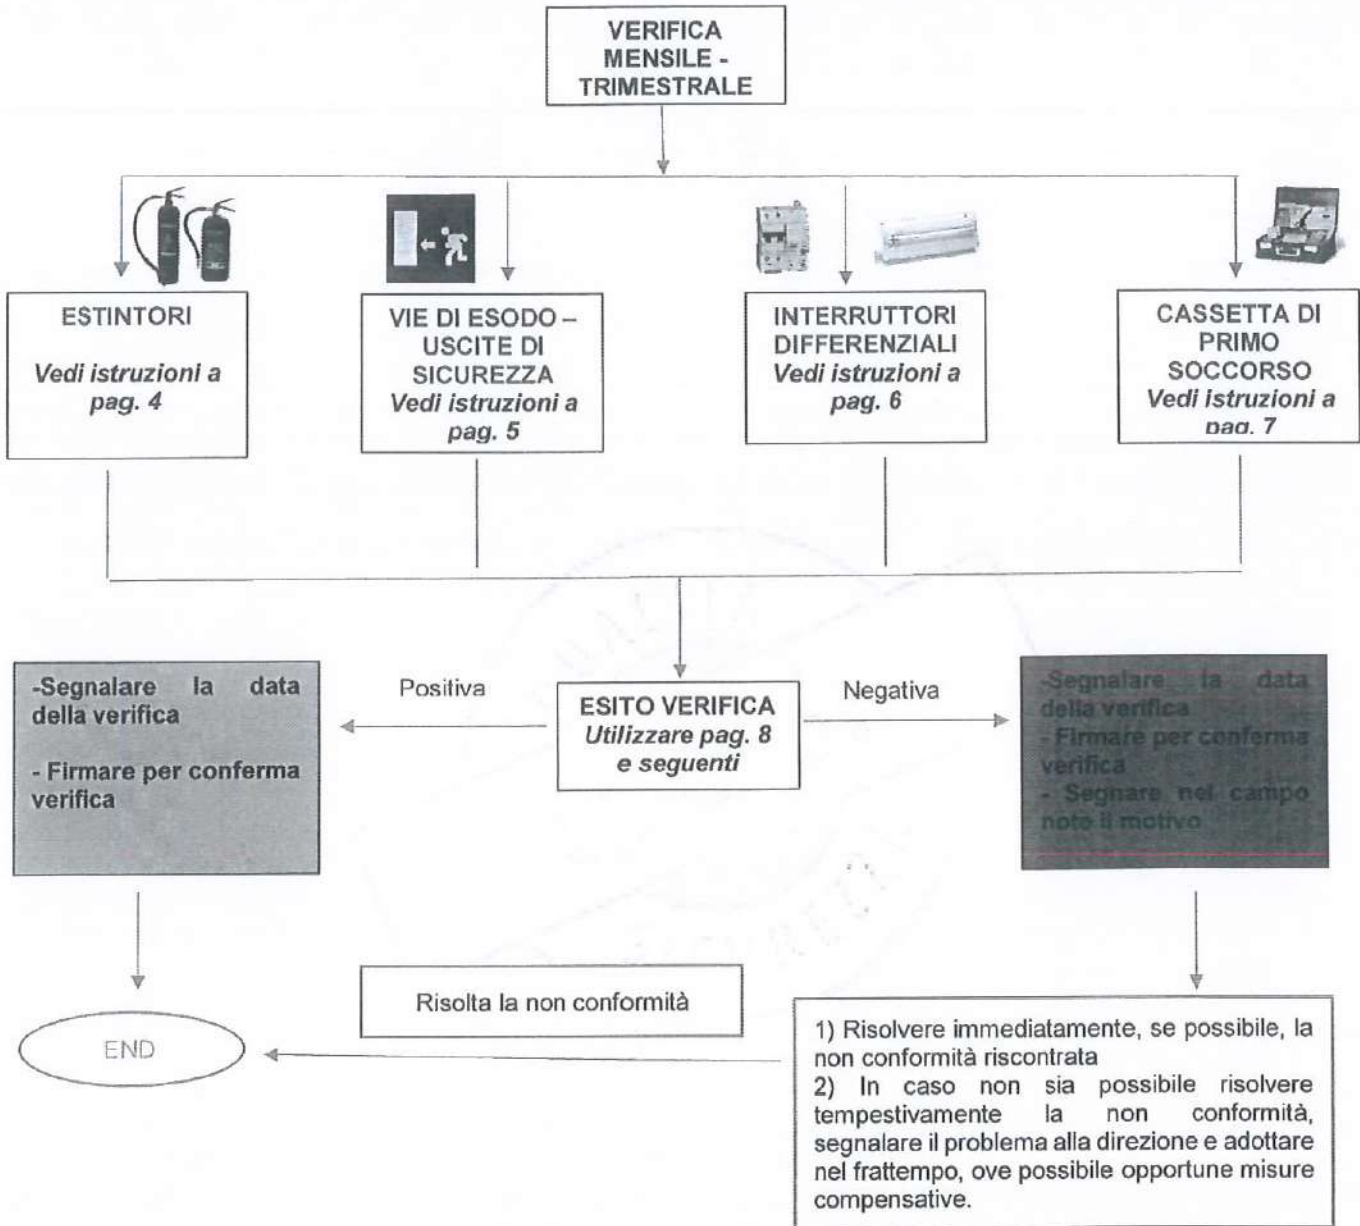 VERIFICA
MENSILE -
TRIMESTRALE
ESTINTORI
Vedi istruzioni a
pag. 4
VIE DI ESODO –
USCITE DI
SICUREZZA
Vedi istruzioni a
pag. 5
INTERRUTTORI
DIFFERENZIALI
Vedi istruzioni a
pag. 6
CASSETTA DI
PRIMO
SOCCORSO
Vedi istruzioni a
pag. 7
-Segnalare la data
della verifica
- Firmare per conferma
verifica
Positiva
ESITO VERIFICA
Utilizzare pag. 8
e seguenti
Negativa
-Segnalare la data
della verifica
- Firmare per conferma
verifica
- Segnare nel campo
note il motivo
Risolta la non conformità
END
1) Risolvere immediatamente, se possibile, la
non conformità riscontrata
2) In caso non sia possibile risolvere
tempestivamente la non conformità,
segnalare il problema alla direzione e adottare
nel frattempo, ove possibile opportune misure
compensative.